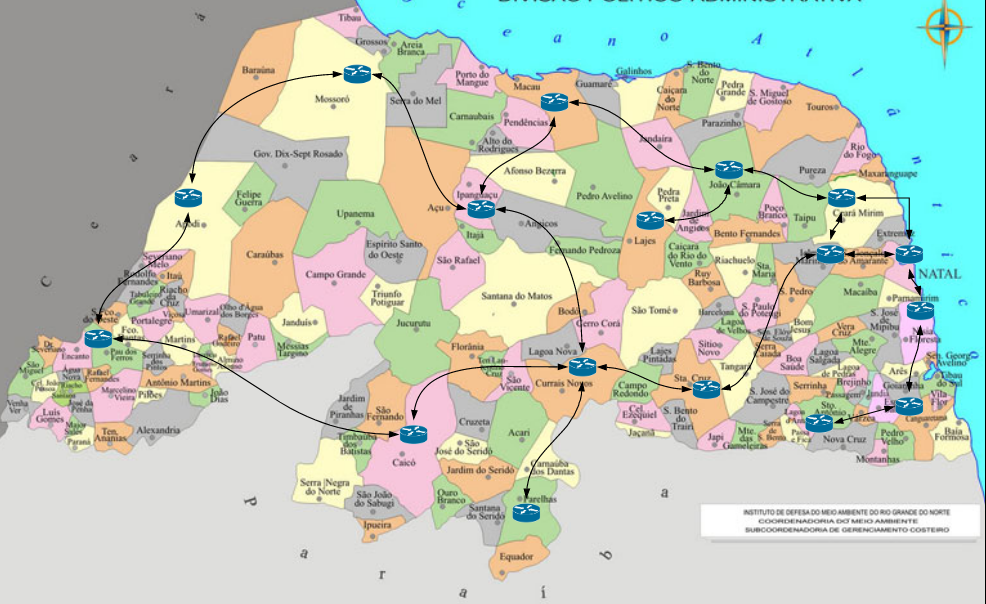 DIVISÃO POLÍTICO ADMINISTRATIVA
O c e a n o A t l â n t i c o
C e a r á
P a r a í b a
Tibau
Grossos
Areia
Branca
Baraúna
Mossoró
Serra do Mel
Porto do
Mangue
Macau
Guamaré
Galinhos
S. Bento
do
Norte
Caiçara
do
Norte
Pedra
Grande
S. Miguel
de Gostoso
Touros
Carnaubais
Pendências
Alto do
Rodrigues
Parazinho
Jandaíra
Rio
do Fogo
Maxaranguape
Pureza
Gov. Dix-Sept Rosado
Afonso Bezerra
Pedro Avelino
Pedra
Preta
João Câmara
Ceará Mirim
Apodi
Felipe
Guerra
Upanema
Açu
Ipanguaçu
Itajá
Angicos
Fernando Pedroza
Lajes
Jardim
de
Angicos
Poço
Branco
Taipu
Bento Fernandes
Extremoz
NATAL
Caraúbas
Espírito Santo
do Oeste
Campo Grande
São Rafael
Caiçara
do Rio do
Vento
Riachuelo
Ruy
Barbosa
Sta.
Maria
S. Pedro
Macaíba
Parnamirim
Severiano
Melo
Rodolfo
Fernandes
Itaú
Riacho
da
Cruz
Tabuleiro
Grande
Viçosa
Portalegre
Umarizal
Olho d'Água
dos Borges
Patu
Janduís
Messias
Targino
Triunfo
Potiguar
Jucurutu
Santana do Matos
Bodó
Cerro Corá
São Tomé
Barcelona
S. Paulo
do Potengi
Lagoa
de Velhos
Bom
Jesus
Vera
Cruz
S. José
de
Mipibu
Mte.
Alegre
Martins
Pau dos
Ferros
Encanto
São
Miguel
Rafael
Fernandes
Antônio Martins
Marcelino
Vieira
Pilões
João
Dias
Alexandria
Luís
Gomes
Paraná
Ten.
Ananias
José da
Penha
Venha
Ver
Florânia
Lagoa Nova
Currais Novos
São
Vicente
Lajes
Pintadas
Sítio
Novo
Serra
Caiada
Tangará
Sta. Cruz
Campo
Redondo
Cel.
Ezequiel
Jaçanã
S. Bento
do
Trairi
Japi
Mte.
das
Gameleiras
S. José do
Campestre
Boa
Saúde
Lagoa
Salgada
Lagoa
de Pedras
Serrinha
Brejinho
Passagem
Sto.
Antônio
Nova Cruz
Várzea
Arês
Goianinha
Sen. Georgino
Avelino
Tibau
do Sul
Vila
Flor
Canguaretama
Baía
Formosa
Pedro
Velho
Montanhas
Jardim
de
Piranhas
São
Fernando
Timbaúba
dos
Batistas
Caicó
Cruzeta
São
José do Seridó
Acari
Jardim do Seridó
Carnaúba
dos Dantas
Serra Negra
do Norte
São João
do Sabugi
Ipueira
Ouro
Branco
Santana
do Seridó
Parelhas
Equador
INSTITUTO DE DEFESA DO MEIO AMBIENTE DO RIO GRANDE DO NORTE
COORDENADORIA DO MEIO AMBIENTE
SUBCOORDENADORIA DE GERENCIAMENTO COSTEIRO